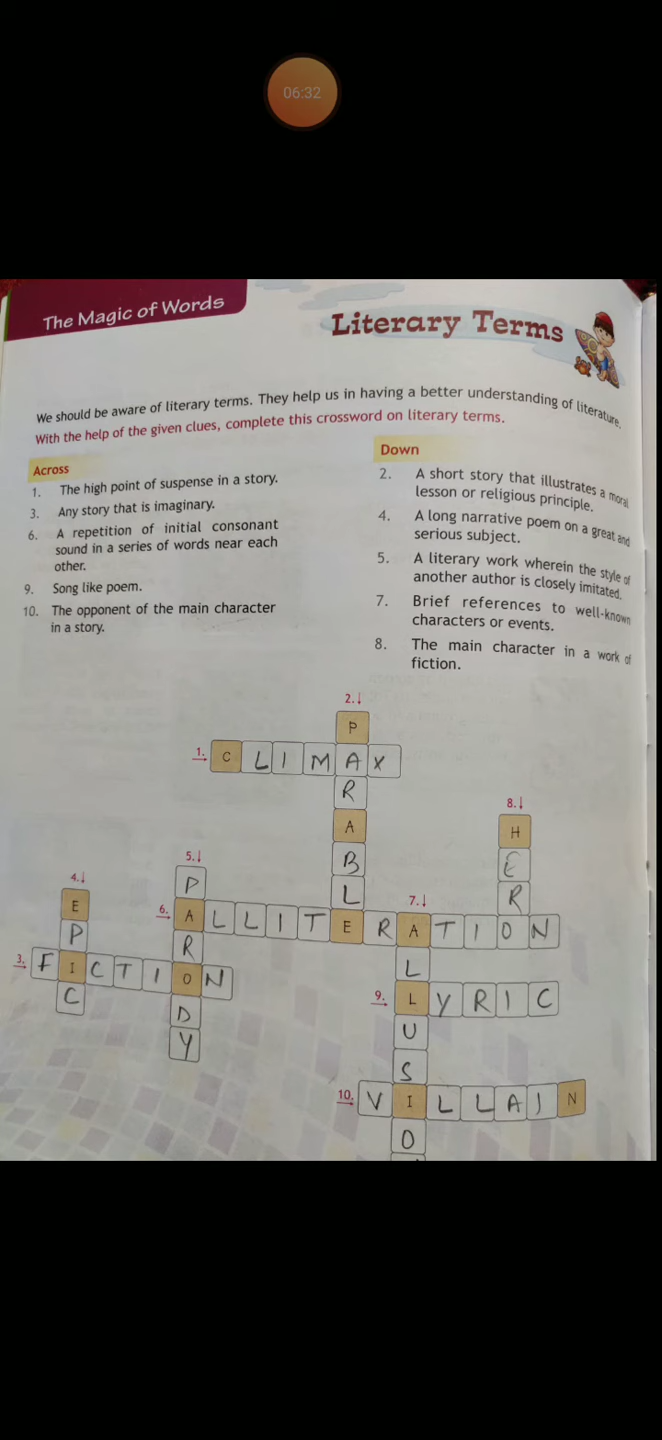 06:32
The Magic of Words
Literary Terms
We should be aware of literary terms. They help us in having a better understanding of literature.
With the help of the given clues, complete this crossword on literary terms.
Across
1. The high point of suspense in a story.
3. Any story that is imaginary.
6. A repetition of initial consonant
sound in a series of words near each
other.
9. Song like poem.
10. The opponent of the main character
in a story.
Down
2. A short story that illustrates a moral
lesson or religious principle.
4. A long narrative poem on a great and
serious subject.
5. A literary work wherein the style of
another author is closely imitated.
7. Brief references to well-known
characters or events.
8. The main character in a work of
fiction.
2.↓
P
1. C L I M A X
R
8.↓
A H
5.↓
B E
4.↓ P L 7.↓ R
E 6. A L L I T E R A T I O N
P R L
3. F I C T I O N
C 9. L Y R I C
D U
Y S
10. V I L L A I N
O